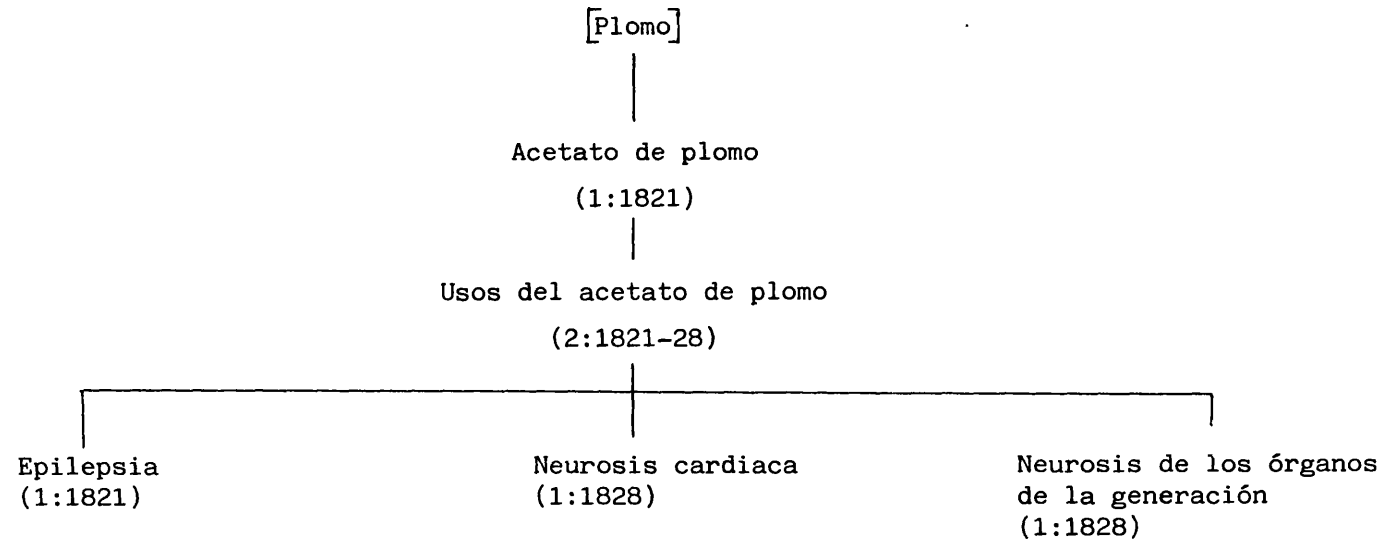 [Plomo]
Acetato de plomo
(1:1821)
Usos del acetato de plomo
(2:1821-28)
Epilepsia
(1:1821)
Neurosis cardiaca
(1:1828)
Neurosis de los órganos
de la generación
(1:1828)